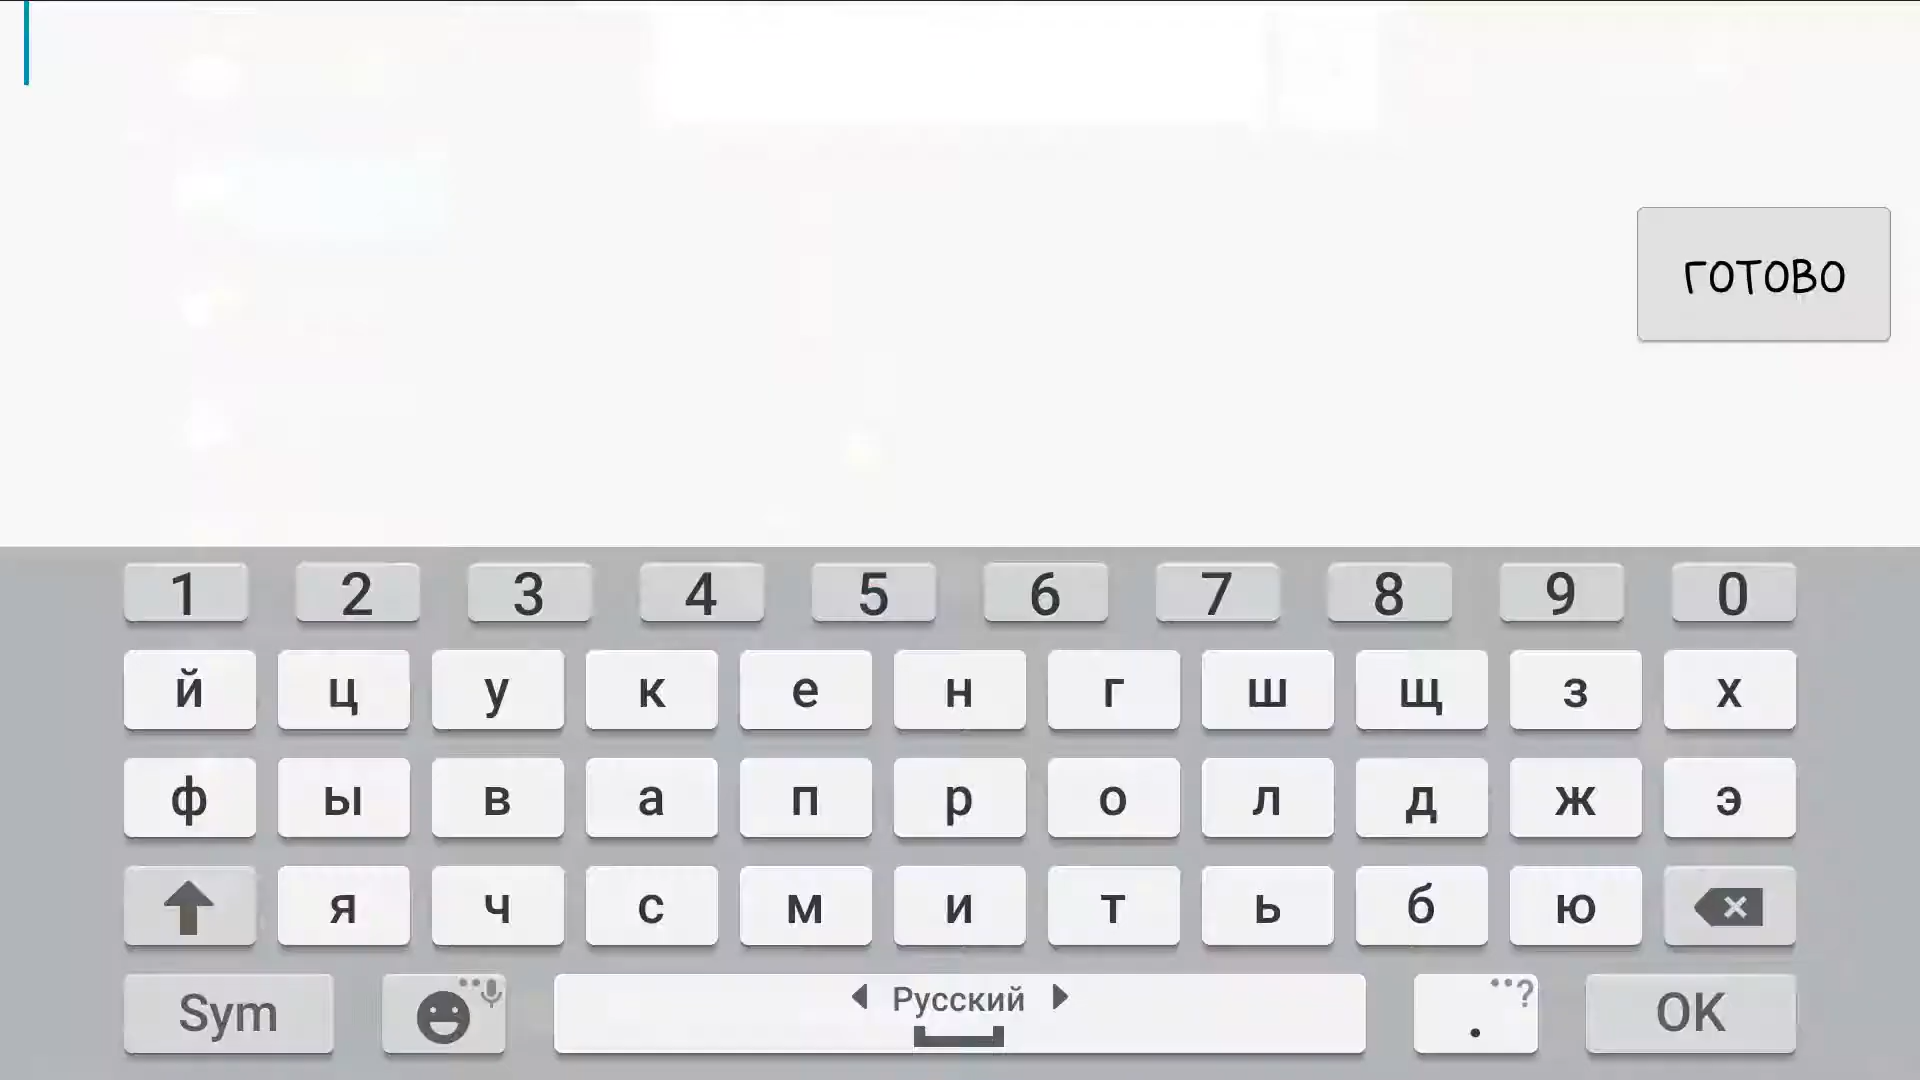 ГОТОВО
1 2 3 4 5 6 7 8 9 0
й ц у к е н г ш щ з х
ф ы в а п р о л д ж э
я ч с м и т ь б ю
Sym Русский . ? OK